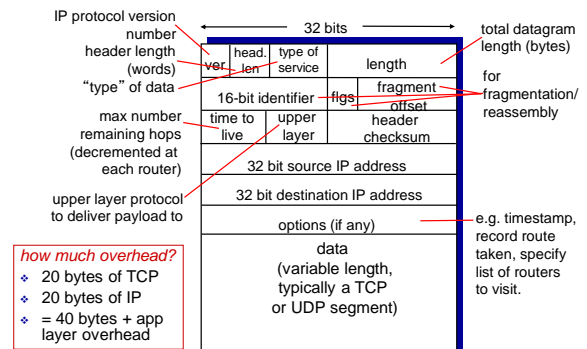 IP protocol version
number
header length
(words)
"type" of data
max number
remaining hops
(decremented at
each router)
upper layer protocol
to deliver payload to
how much overhead?
20 bytes of TCP
20 bytes of IP
= 40 bytes + app
layer overhead
32 bits
ver
head.
len
type of
service
length
16-bit identifier
flgs
fragment
offset
time to
live
upper
layer
header
checksum
32 bit source IP address
32 bit destination IP address
options (if any)
data
(variable length,
typically a TCP
or UDP segment)
total datagram
length (bytes)
for
fragmentation/
reassembly
e.g. timestamp,
record route
taken, specify
list of routers
to visit.